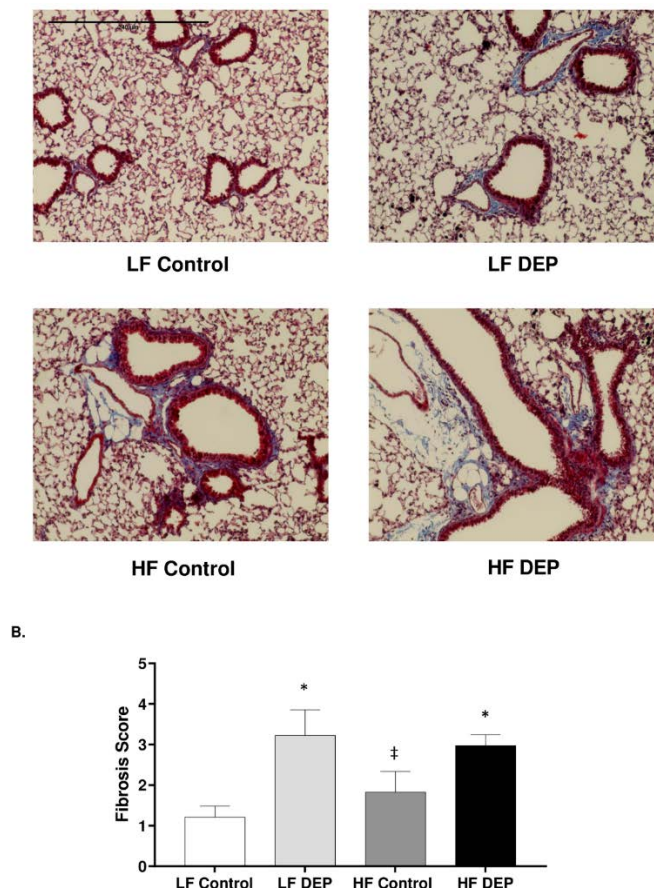 LF Control
LF DEP
HF Control
HF DEP
B.
Fibrosis Score
5
4
3
2
1
0
*
‡
*
LF Control
LF DEP
HF Control
HF DEP